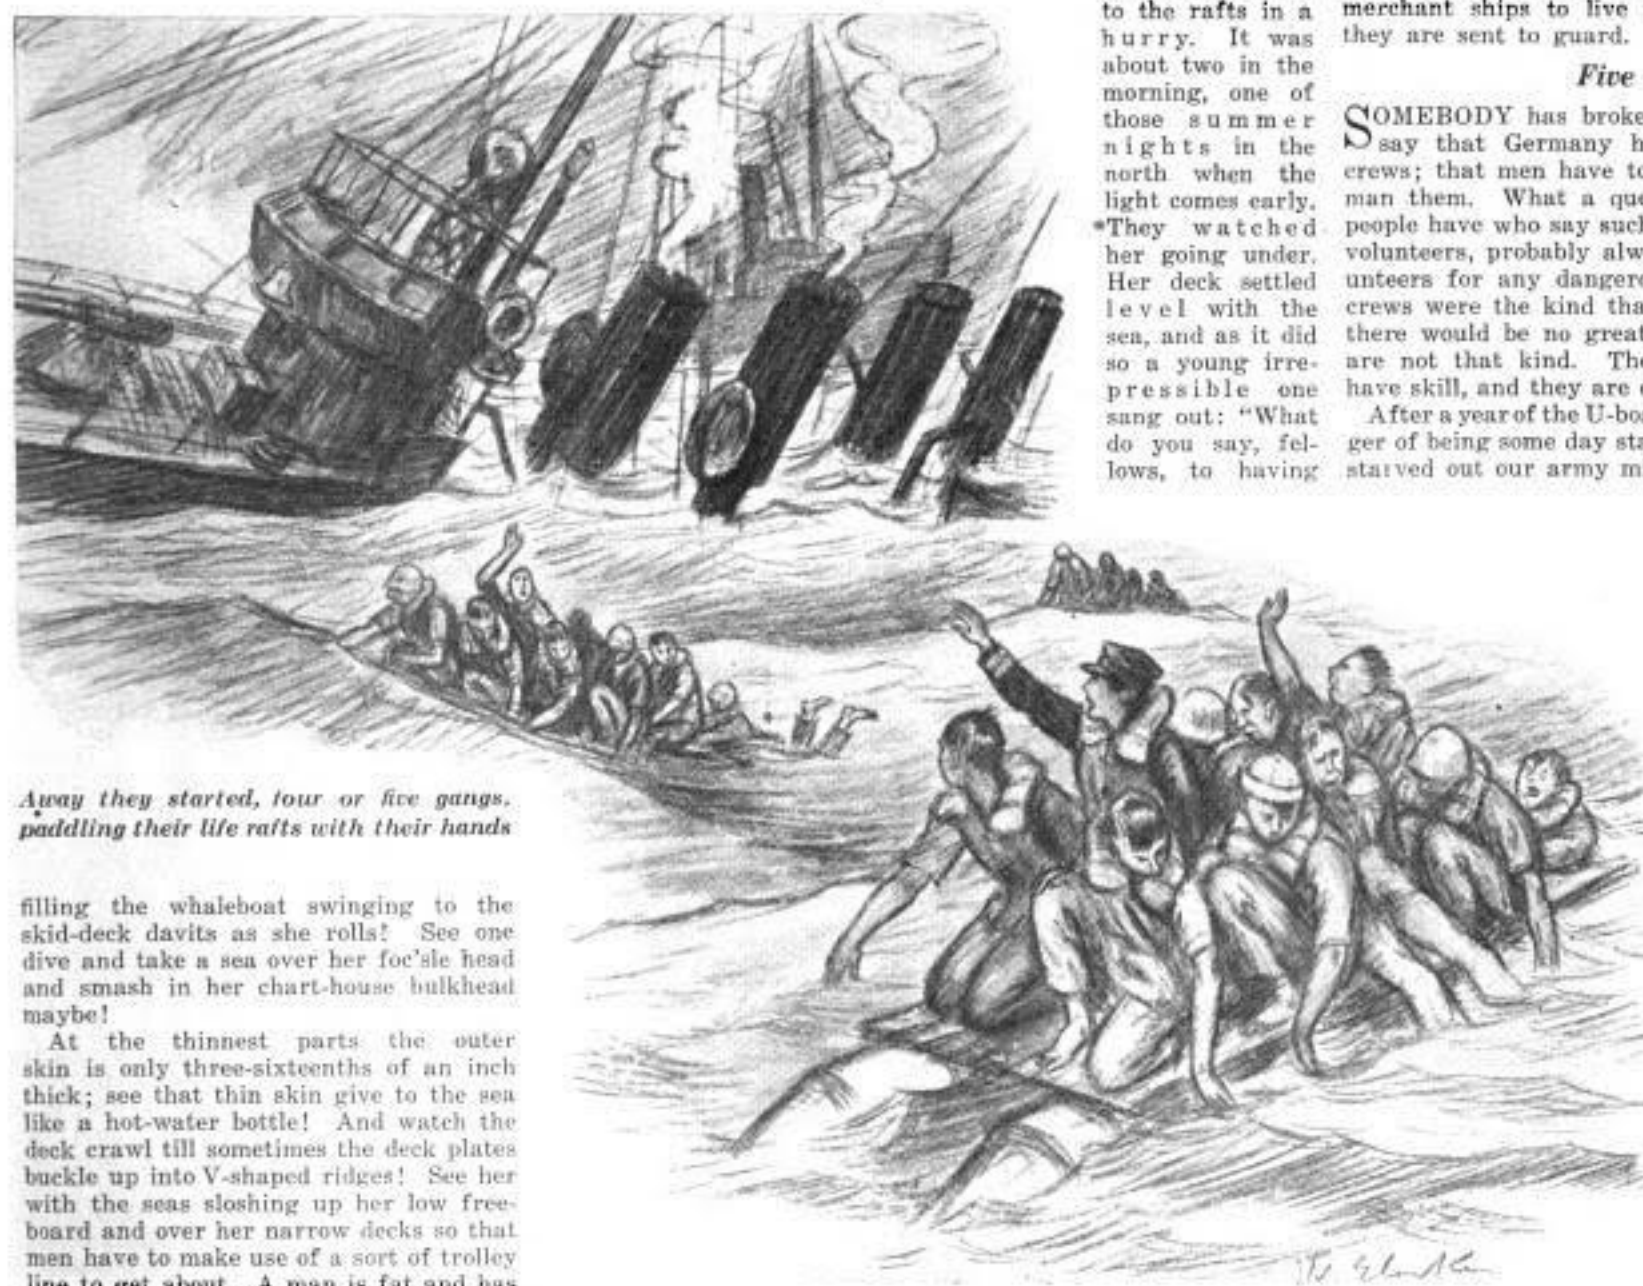 to the rafts in a
hurry. It was
about two in the
morning, one of
those summer
nights in the
north when the
light comes early.
They watched
her going under.
Her deck settled
level with the
sea, and as it did
so a young irre-
pressible one
sang out: "What
do you say, fel-
lows, to having
merchant ships to live
they are sent to guard.
Five
SOMEBODY has broke
say that Germany h
crews; that men have to
man them. What a que
people have who say such
volunteers, probably alw
unteers for any dangero
crews were the kind tha
there would be no great
are not that kind. The
have skill, and they are
After a year of the U-boa
ger of being some day sta
starved out our army m
Away they started, four or five gangs,
paddling their life rafts with their hands
filling the whaleboat swinging to the
skid-deck davits as she rolls! See one
dive and take a sea over her foc'sle head
and smash in her chart-house bulkhead
maybe!
At the thinnest parts the outer
skin is only three-sixteenths of an inch
thick; see that thin skin give to the sea
like a hot-water bottle! And watch the
deck crawl till sometimes the deck plates
buckle up into V-shaped ridges! See her
with the seas sloshing up her low free-
board and over her narrow decks so that
men have to make use of a sort of trolley
line to get about. A man is fat and has